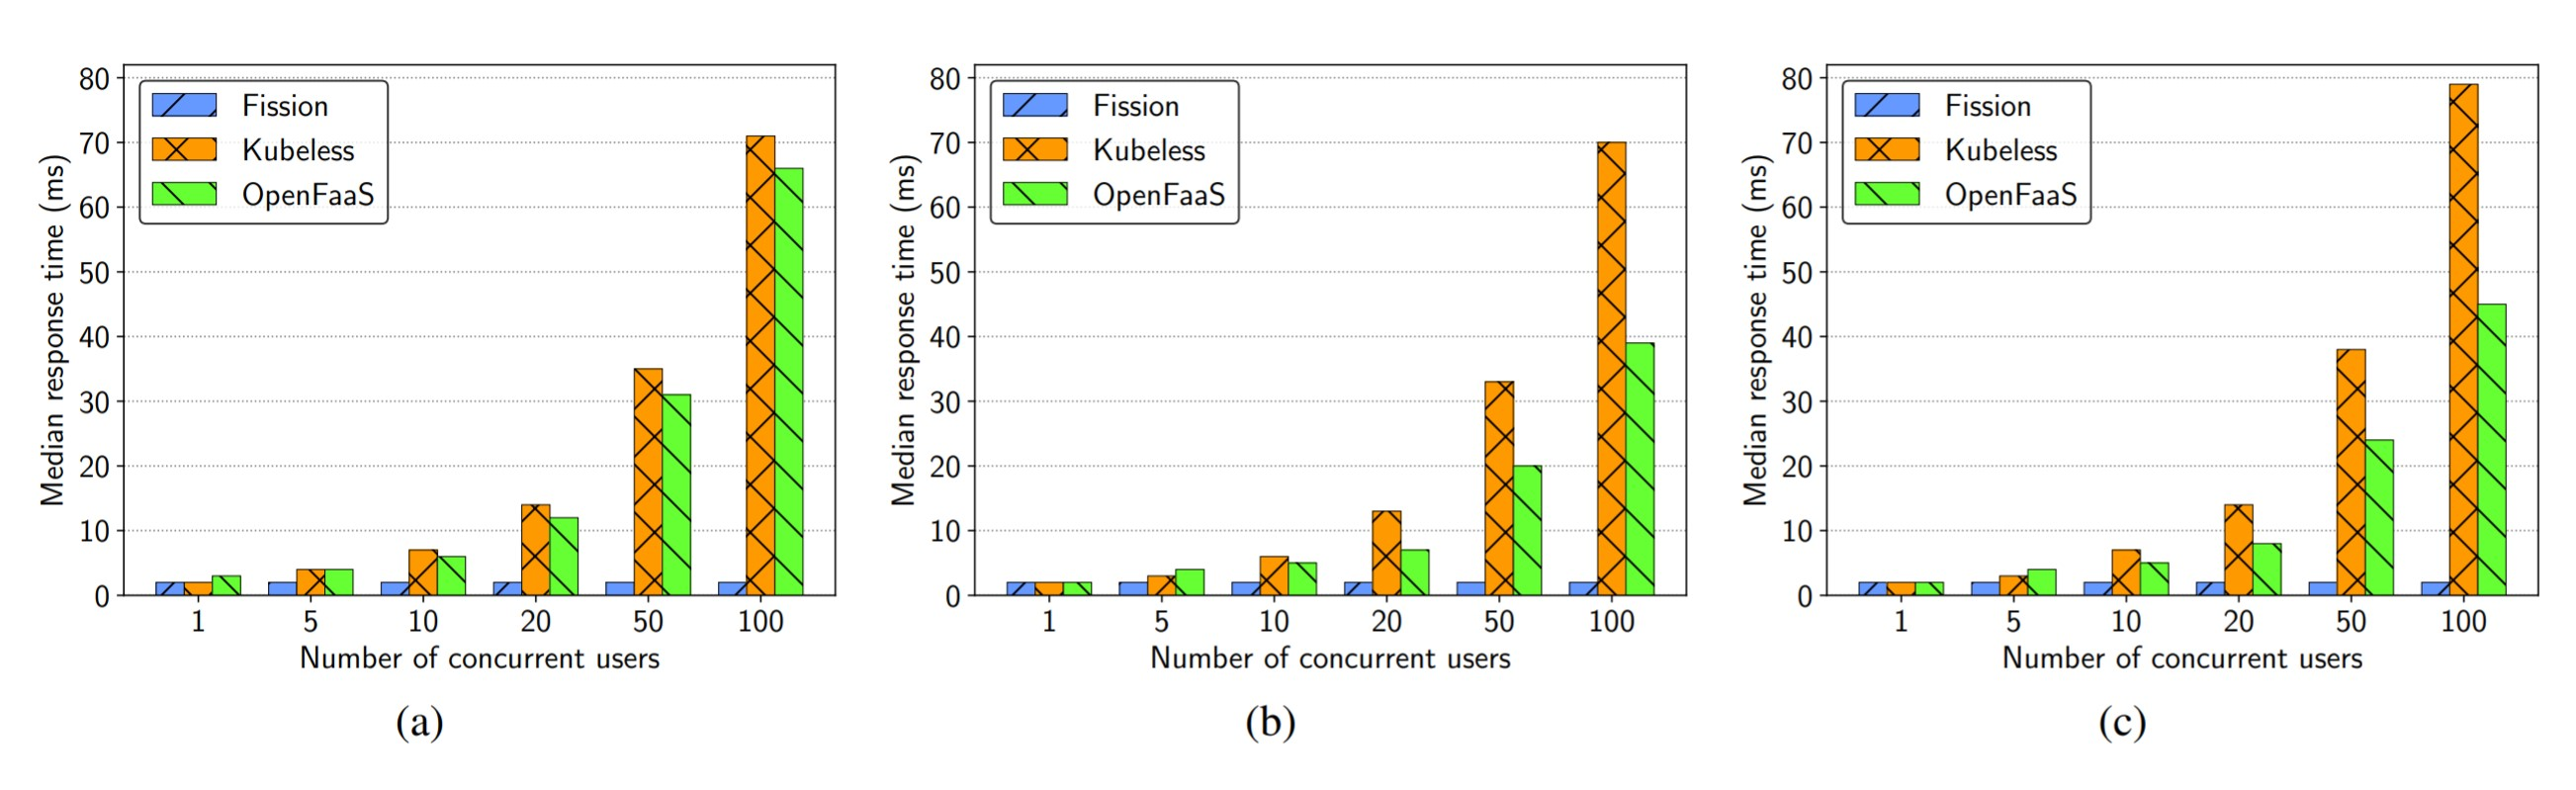 80
70
60
50
40
30
20
10
0
Median response time (ms)
Fission
Kubeless
OpenFaaS
1 5 10 20 50 100
Number of concurrent users
(a)
80
70
60
50
40
30
20
10
0
Median response time (ms)
Fission
Kubeless
OpenFaaS
1 5 10 20 50 100
Number of concurrent users
(b)
80
70
60
50
40
30
20
10
0
Median response time (ms)
Fission
Kubeless
OpenFaaS
1 5 10 20 50 100
Number of concurrent users
(c)